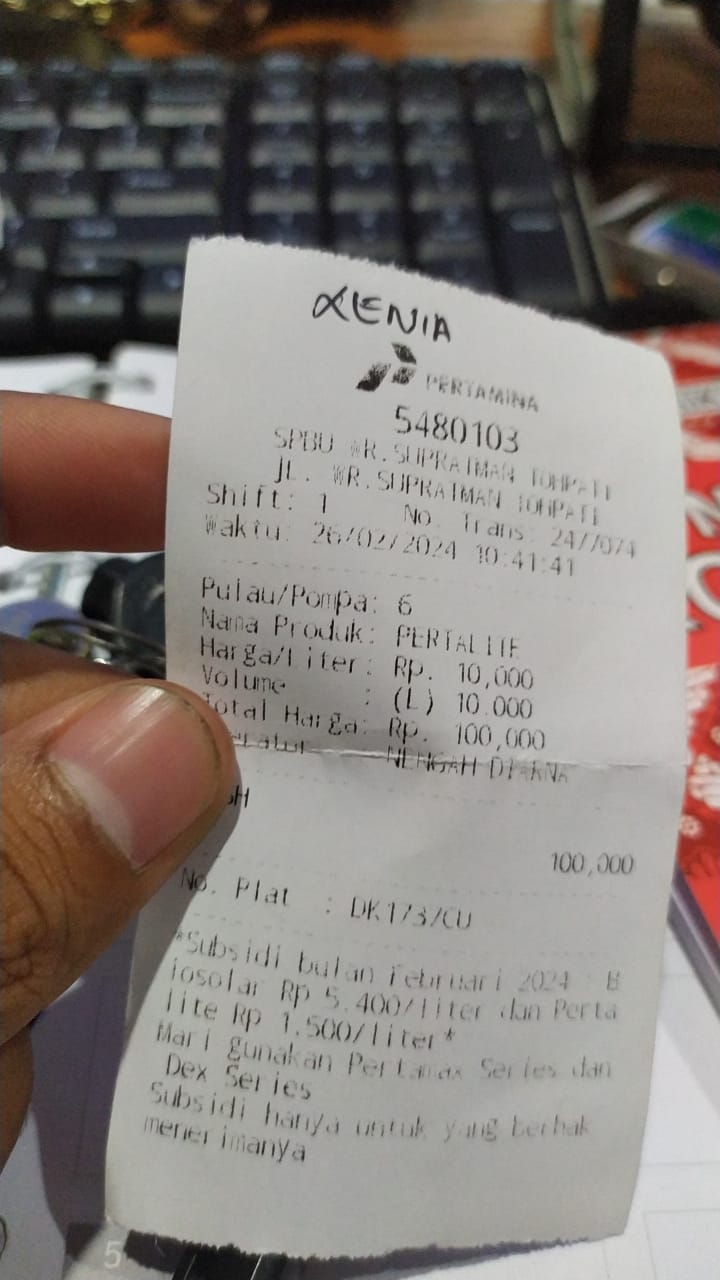 XENIA
PERTAMINA
5480103
SPBU WR.SUPRATMAN TOHPATI
JL. WR.SUPRATMAN TOHPATI
Shift: 1 No. Trans: 2477074
Waktu: 26/02/2024 10:41:41
Pulau/Pompa: 6
Nama Produk: PERTALITE
Harga/Liter: Rp. 10,000
Volume : (L) 10.000
Total Harga: Rp. 100,000
NENGAH
100,000
No. Plat : DK1737CU
*Subsidi bulan Februari 2024 : B
iosolar Rp 5.400/liter dan Perta
lite Rp 1.500/liter*
Mari gunakan Pertamax Series dan
Dex Series
Subsidi hanya untuk yang berhak
menerimanya
5